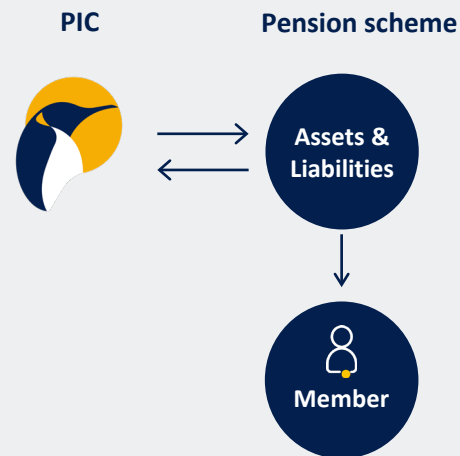 PIC
Pension scheme
Assets &
Liabilities
Member